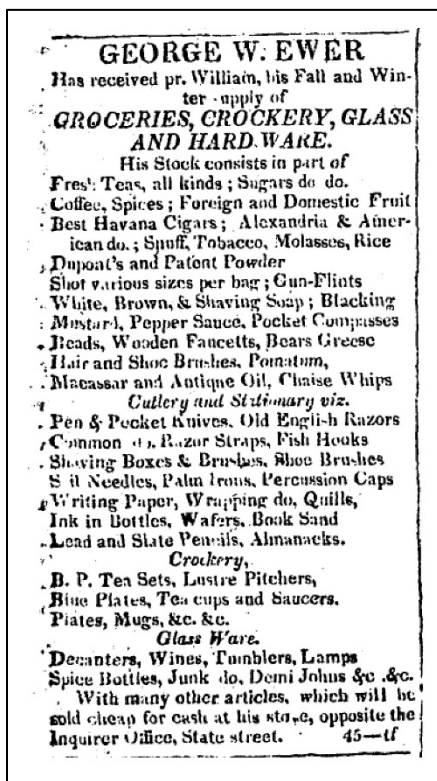 GEORGE W. EWER
Has received pr. William, his Fall and Win-
ter supply of
GROCERIES, CROCKERY, GLASS
AND HARD WARE.
His Stock consists in part of
Fresh Teas, all kinds ; Sugars do do.
Coffee, Spices ; Foreign and Domestic Fruit
Best Havana Cigars ; Alexandria & Amer-
ican do. ; Snuff, Tobacco, Molasses, Rice
Dupont's and Patent Powder
Shot various sizes per bag ; Gun-Flints
White, Brown, & Shaving Soap ; Blacking
Mustard, Pepper Sauce, Pocket Compasses
Beads, Wooden Faucetts, Bears Greese
Hair and Shoe Brushes, Pomatum,
Macassar and Antique Oil, Chaise Whips
Cutlery and Stationary viz.
Pen & Pocket Knives, Old English Razors
Common do. Razor Straps, Fish Hooks
Shaving Boxes & Brushes, Shoe Brushes
Sail Needles, Palm Irons, Percussion Caps
Writing Paper, Wrapping do, Quills,
Ink in Bottles, Wafers, Book Sand
Lead and Slate Pencils, Almanacks.
Crockery,
B. P. Tea Sets, Lustre Pitchers,
Blue Plates, Tea cups and Saucers.
Plates, Mugs, &c. &c.
Glass Ware.
Decanters, Wines, Tumblers, Lamps
Spice Bottles, Junk do, Demi Johns &c .&c.
With many other articles, which will be
sold cheap for cash at his store, opposite the
Inquirer Office, State street. 45—tf